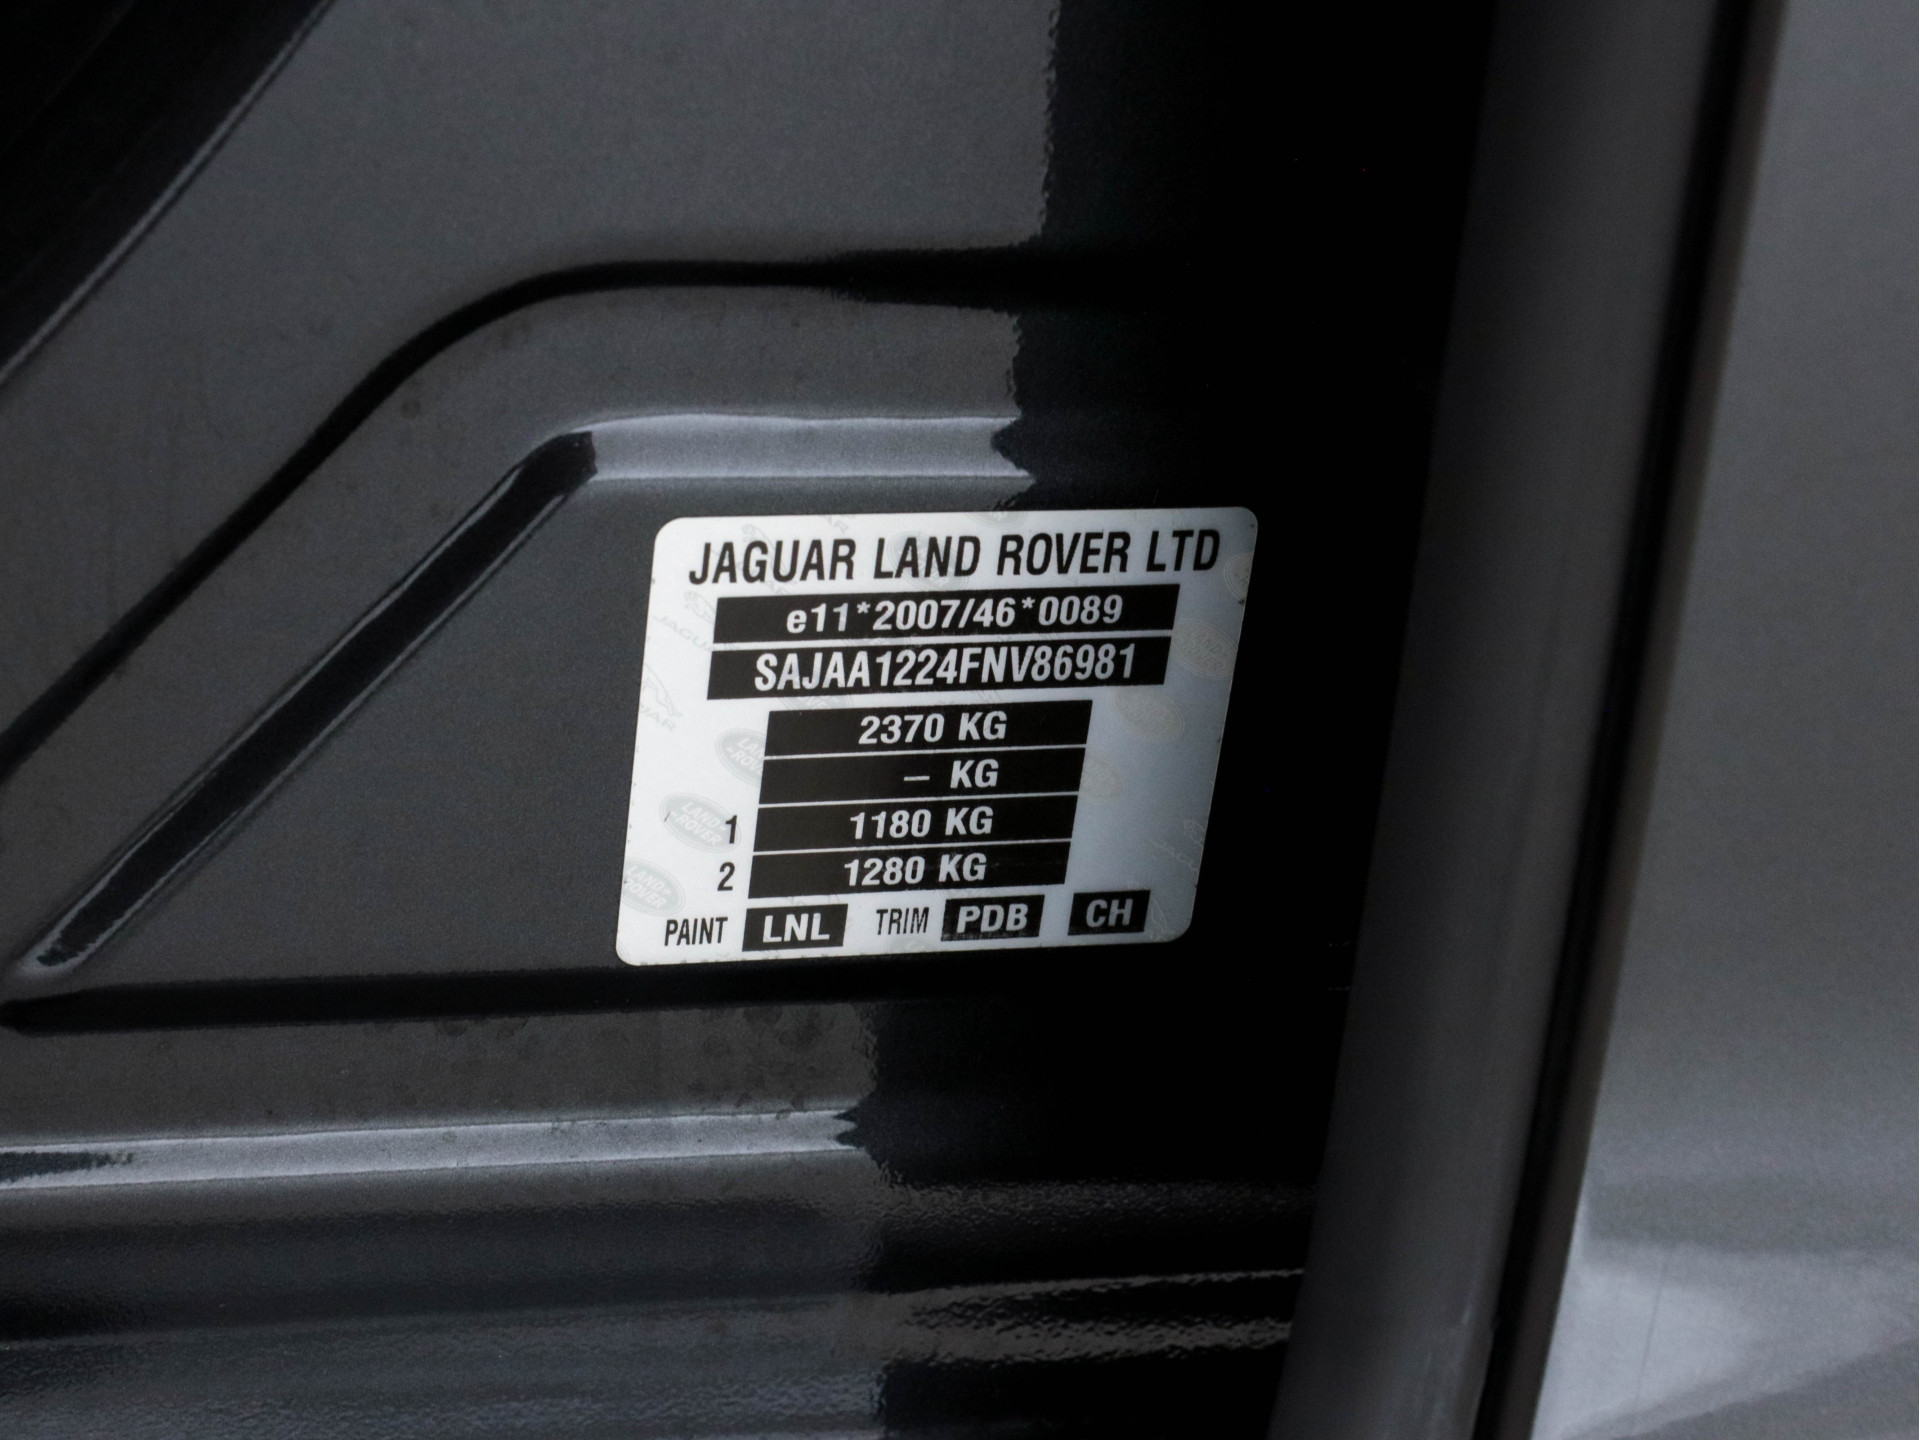 JAGUAR LAND ROVER LTD
e11*2007/46*0089
SAJAA1224FNV86981
2370 KG
– KG
1 1180 KG
2 1280 KG
PAINT LNL TRIM PDB CH